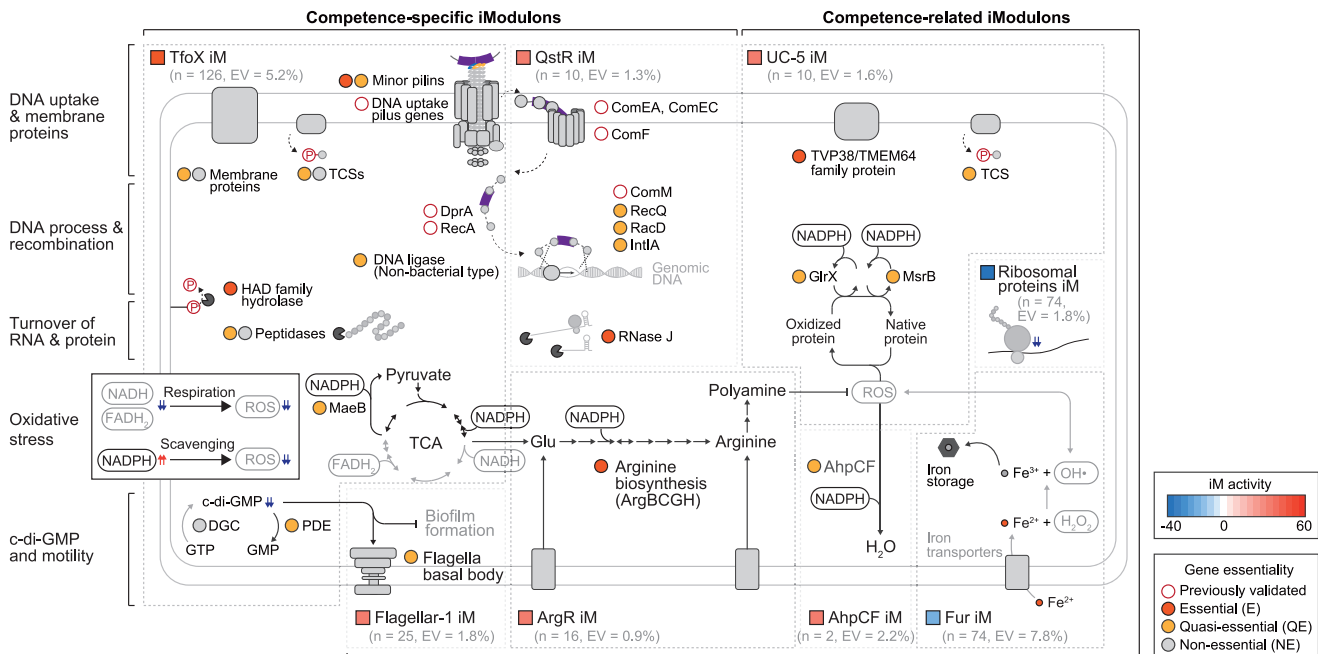 Competence-specific iModulons
Competence-related iModulons
TfoX iM
(n = 126, EV = 5.2%)
QstR iM
(n = 10, EV = 1.3%)
UC-5 iM
(n = 10, EV = 1.6%)
DNA uptake
& membrane
proteins
Minor pilins
DNA uptake
pilus genes
ComEA, ComEC
ComF
P
Membrane
proteins
TCSs
TVP38/TMEM64
family protein
P
TCS
DNA process &
recombination
DprA
RecA
ComM
RecQ
RacD
IntIA
DNA ligase
(Non-bacterial type)
Genomic
DNA
NADPH
NADPH
GlrX
MsrB
Ribosomal
proteins iM
(n = 74,
EV = 1.8%)
P
P
HAD family
hydrolase
Turnover of
RNA & protein
Peptidases
RNase J
Oxidized
protein
Native
protein
Oxidative
stress
NADH
FADH2
Respiration
ROS
NADPH
Scavenging
ROS
NADPH
MaeB
Pyruvate
TCA
NADPH
FADH2
NADH
Glu
NADPH
Arginine
Polyamine
ROS
Arginine
biosynthesis
(ArgBCGH)
AhpCF
NADPH
H2O
Iron
storage
Fe3+ +
OH•
Fe2+ +
H2O2
Iron
transporters
Fe2+
c-di-GMP
and motility
c-di-GMP
DGC
PDE
GTP
GMP
Biofilm
formation
Flagella
basal body
Flagellar-1 iM
(n = 25, EV = 1.8%)
ArgR iM
(n = 16, EV = 0.9%)
AhpCF iM
(n = 2, EV = 2.2%)
Fur iM
(n = 74, EV = 7.8%)
iM activity
-40
0
60
Gene essentiality
Previously validated
Essential (E)
Quasi-essential (QE)
Non-essential (NE)